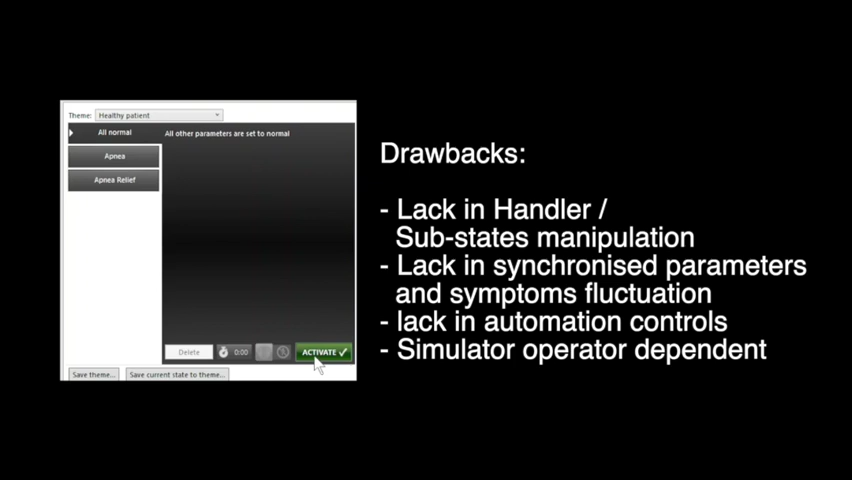 Theme: Healthy patient
All normal
All other parameters are set to normal
Apnea
Apnea Relief
Delete
0:00
ACTIVATE
Save theme...
Save current state to theme...
Drawbacks:
- Lack in Handler /
Sub-states manipulation
- Lack in synchronised parameters
and symptoms fluctuation
- lack in automation controls
- Simulator operator dependent